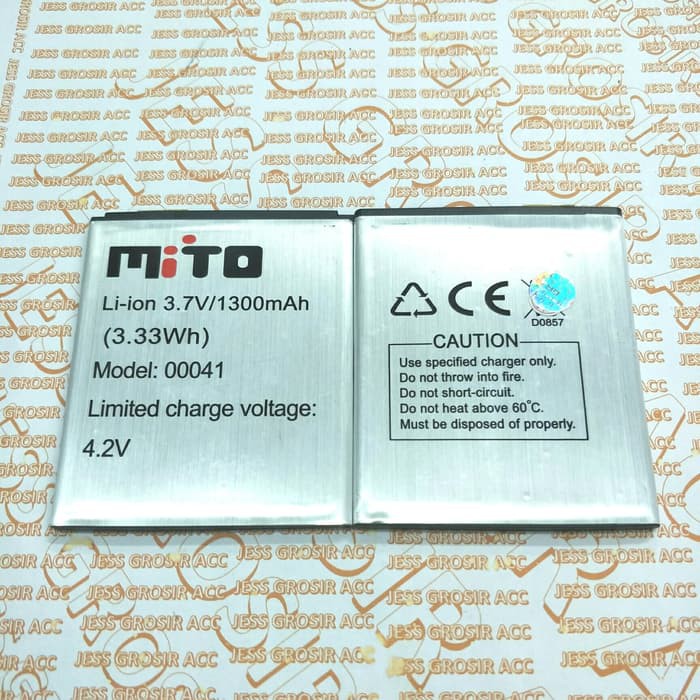 MiTO
Li-ion 3.7V/1300mAh
(3.33Wh)
Model: 00041
Limited charge voltage:
4.2V
CE
D0857
CAUTION
Use specified charger only.
Do not throw into fire.
Do not short-circuit.
Do not heat above 60°C.
Must be disposed of properly.
JESS GROSIR ACC